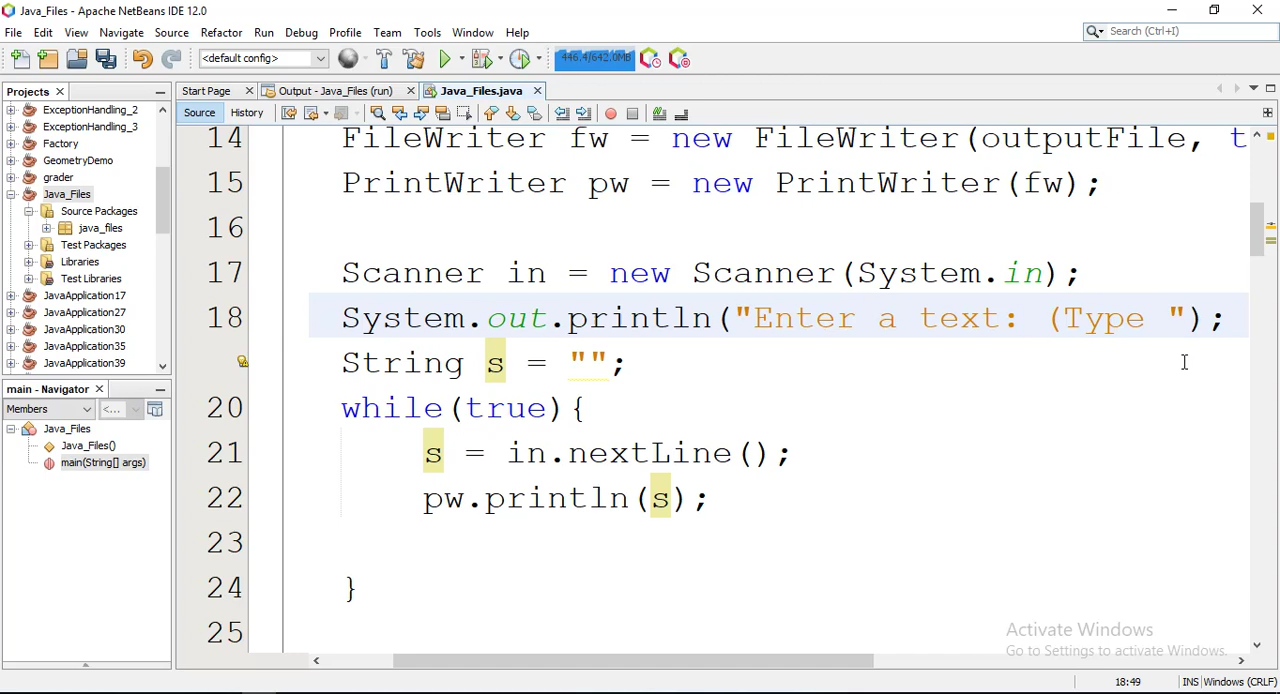 Java_Files - Apache NetBeans IDE 12.0
File Edit View Navigate Source Refactor Run Debug Profile Team Tools Window Help
Search (Ctrl+I)
<default config>
446.4/642.0MB
Projects
Start Page
Output - Java_Files (run)
Java_Files.java
Source History
ExceptionHandling_2
ExceptionHandling_3
Factory
GeometryDemo
grader
Java_Files
Source Packages
java_files
Test Packages
Libraries
Test Libraries
JavaApplication17
JavaApplication27
JavaApplication30
JavaApplication35
JavaApplication39
main - Navigator
Members
<...
Java_Files
Java_Files()
main(String[] args)
14 FileWriter fw = new FileWriter(outputFile, t
15 PrintWriter pw = new PrintWriter(fw);
16
17 Scanner in = new Scanner(System.in);
18 System.out.println("Enter a text: (Type ");
String s = "";
20 while(true){
21 s = in.nextLine();
22 pw.println(s);
23
24 }
25
Activate Windows
Go to Settings to activate Windows.
18:49
INS
Windows (CRLF)